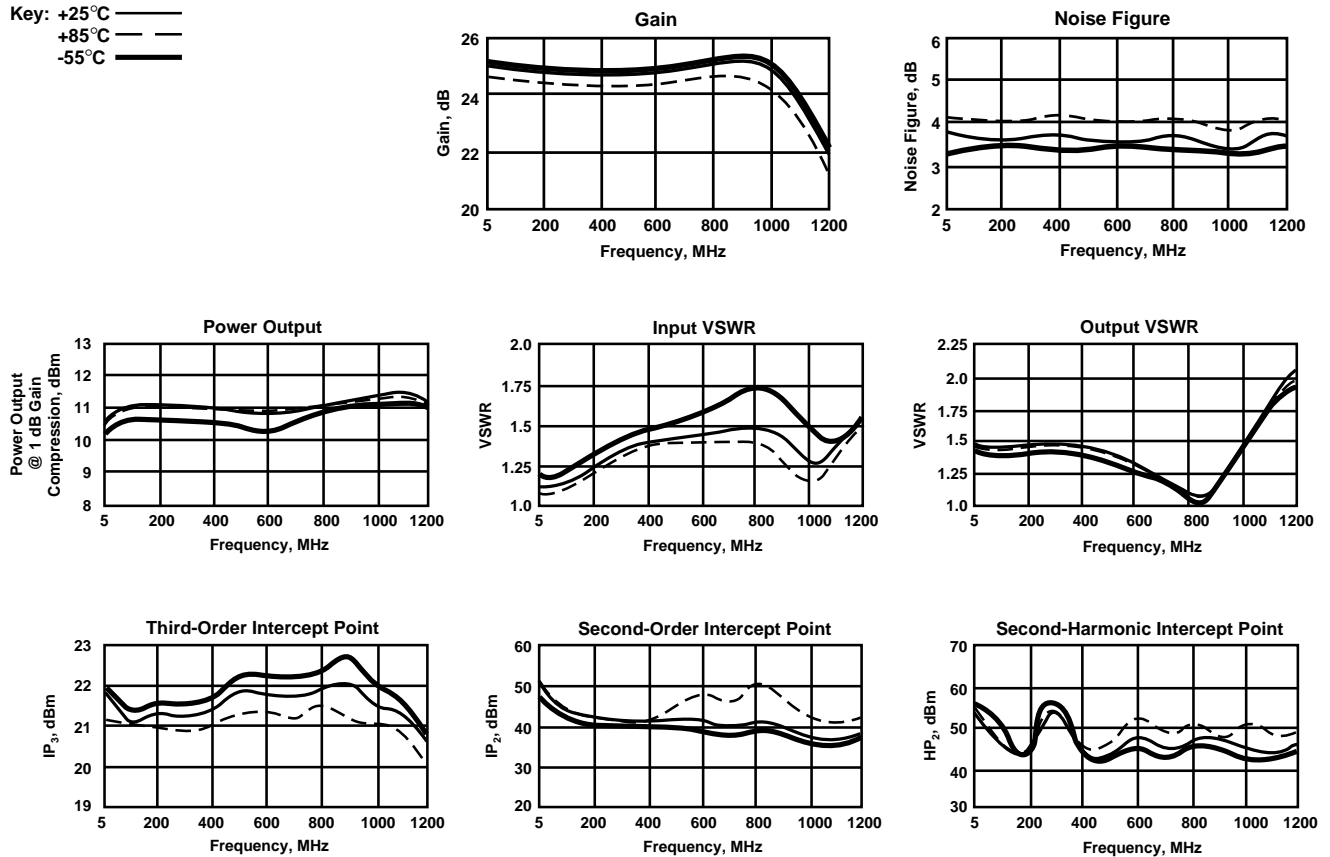 Key: +25°C
+85°C
-55°C
Gain
Gain, dB
26
24
22
20
5 200 400 600 800 1000 1200
Frequency, MHz
Noise Figure
Noise Figure, dB
6
5
4
3
2
5 200 400 600 800 1000 1200
Frequency, MHz
Power Output
Power Output
@ 1 dB Gain
Compression, dBm
13
12
11
10
9
8
5 200 400 600 800 1000 1200
Frequency, MHz
Input VSWR
VSWR
2.0
1.75
1.5
1.25
1.0
5 200 400 600 800 1000 1200
Frequency, MHz
Output VSWR
VSWR
2.25
2.0
1.75
1.5
1.25
1.0
5 200 400 600 800 1000 1200
Frequency, MHz
Third-Order Intercept Point
IP3, dBm
23
22
21
20
19
5 200 400 600 800 1000 1200
Frequency, MHz
Second-Order Intercept Point
IP2, dBm
60
50
40
30
20
5 200 400 600 800 1000 1200
Frequency, MHz
Second-Harmonic Intercept Point
HP2, dBm
70
60
50
40
30
5 200 400 600 800 1000 1200
Frequency, MHz